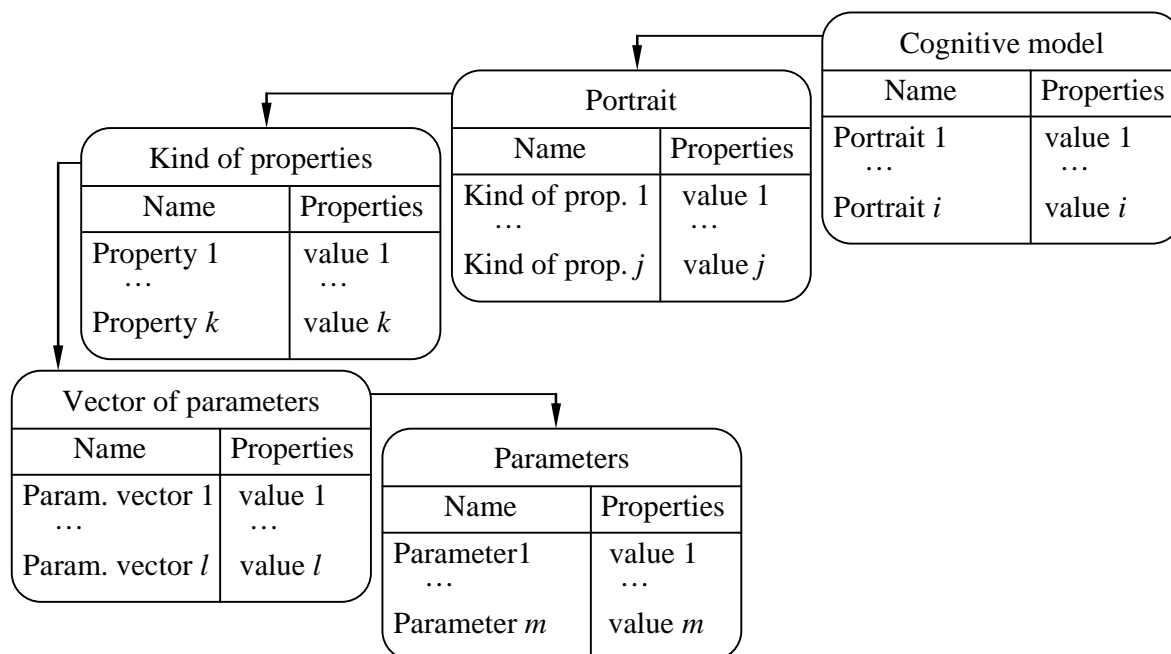 Cognitive model
Name Properties
Portrait 1 value 1
… …
Portrait i value i
Portrait
Name Properties
Kind of prop. 1 value 1
… …
Kind of prop. j value j
Kind of properties
Name Properties
Property 1 value 1
… …
Property k value k
Vector of parameters
Name Properties
Param. vector 1 value 1
… …
Param. vector l value l
Parameters
Name Properties
Parameter1 value 1
… …
Parameter m value m